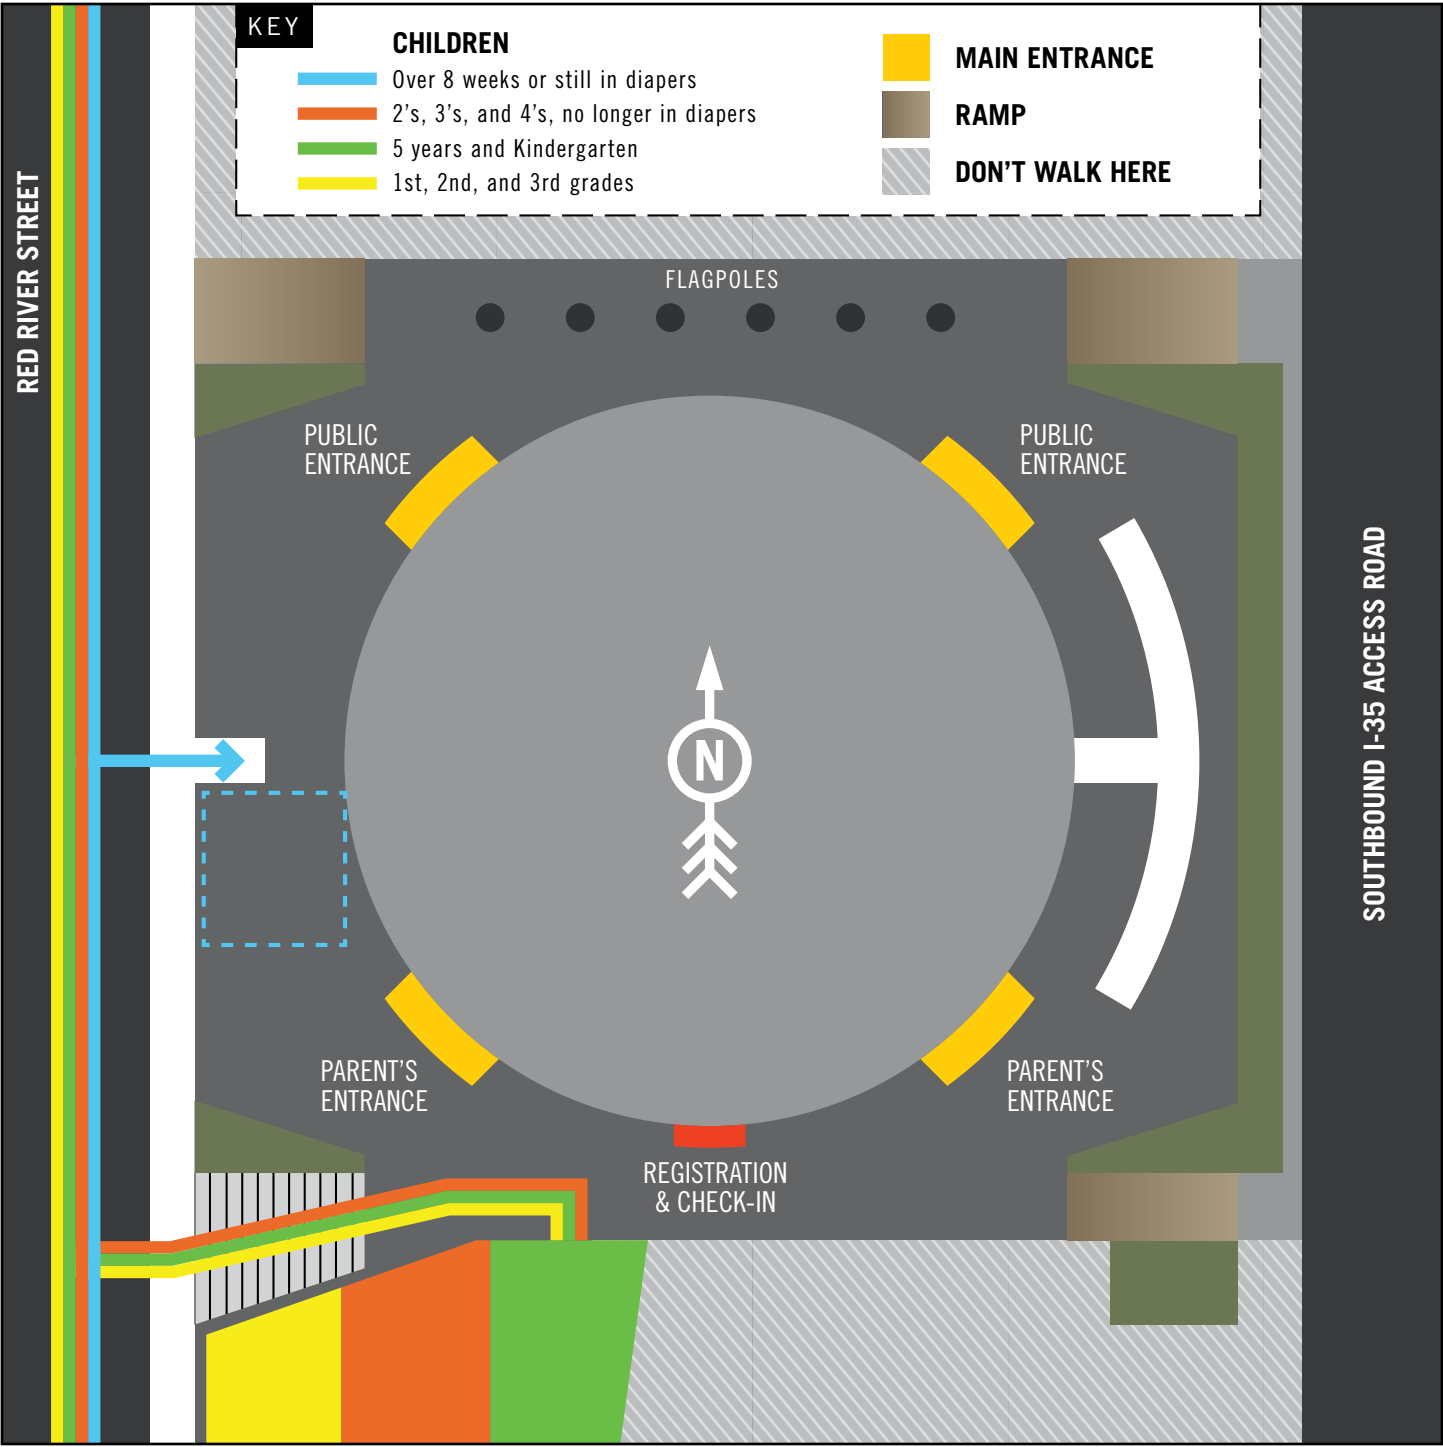 KEY
CHILDREN
Over 8 weeks or still in diapers
2's, 3's, and 4's, no longer in diapers
5 years and Kindergarten
1st, 2nd, and 3rd grades
MAIN ENTRANCE
RAMP
DON'T WALK HERE
RED RIVER STREET
FLAGPOLES
PUBLIC
ENTRANCE
PUBLIC
ENTRANCE
N
SOUTHBOUND I-35 ACCESS ROAD
PARENT'S
ENTRANCE
PARENT'S
ENTRANCE
REGISTRATION
& CHECK-IN